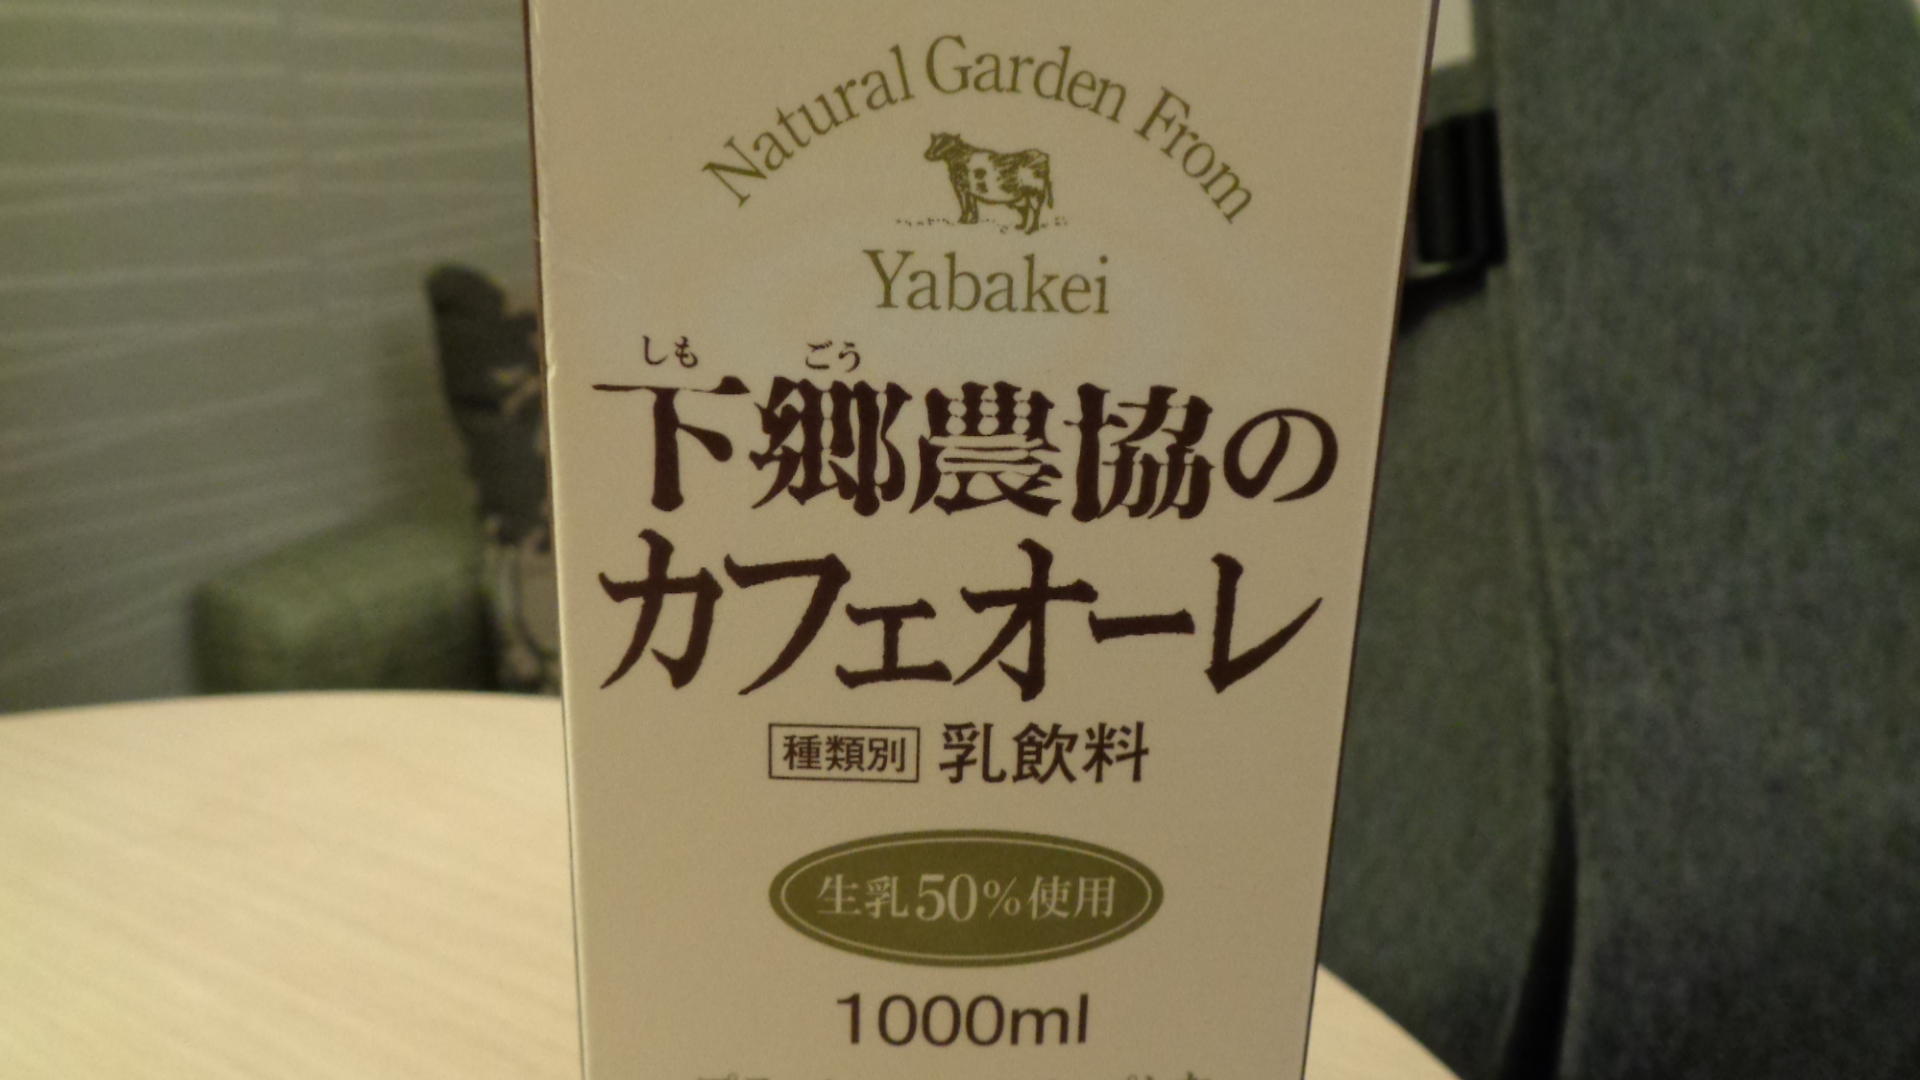 Natural Garden From
Yabakei
しも ごう
下郷農協の
カフェオーレ
種類別 乳飲料
生乳50%使用
1000ml